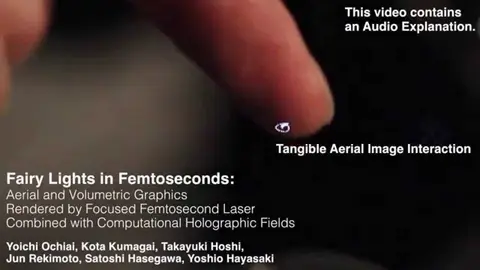 This video contains
an Audio Explanation.
Tangible Aerial Image Interaction
Fairy Lights in Femtoseconds:
Aerial and Volumetric Graphics
Rendered by Focused Femtosecond Laser
Combined with Computational Holographic Fields
Yoichi Ochiai, Kota Kumagai, Takayuki Hoshi,
Jun Rekimoto, Satoshi Hasegawa, Yoshio Hayasaki